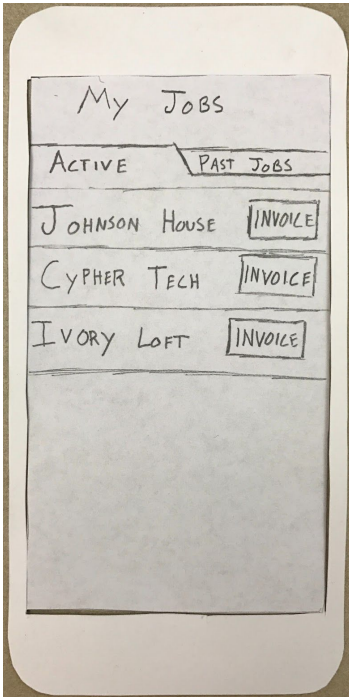 My JOBS
ACTIVE PAST JOBS
JOHNSON HOUSE INVOICE
CYPHER TECH INVOICE
IVORY LOFT INVOICE